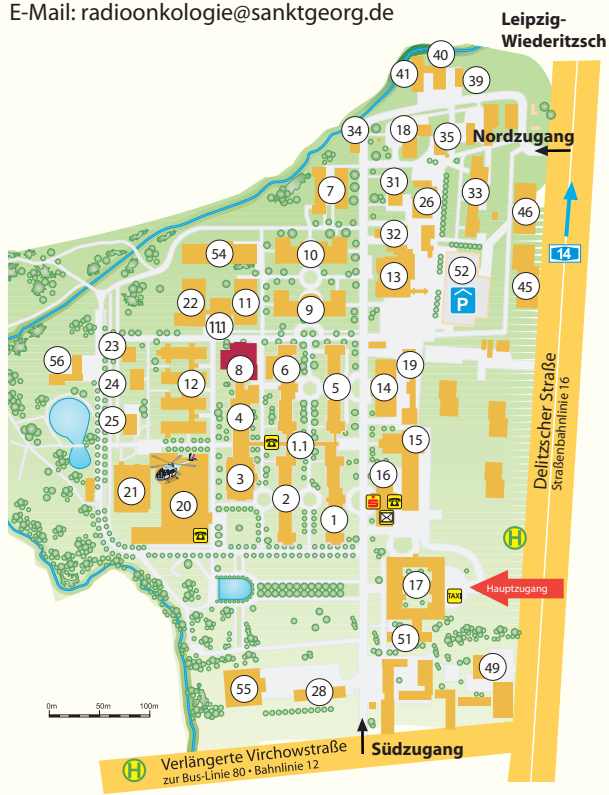 E-Mail: radioonkologie@sanktgeorg.de
Leipzig-
Wiederitzsch
40
41
39
34
18
35
Nordzugang
7
31
26
33
46
32
54
10
52
14
13
P
22
11
9
45
11.1
23
56
8
6
19
24
12
5
14
4
25
1.1
15
Delitzscher Straße
Straßenbahnlinie 16
3
16
21
20
2
S
1
H
17
Hauptzugang
TAXI
51
49
55
28
0m 50m 100m
H
Verlängerte Virchowstraße
zur Bus-Linie 80 • Bahnlinie 12
Südzugang